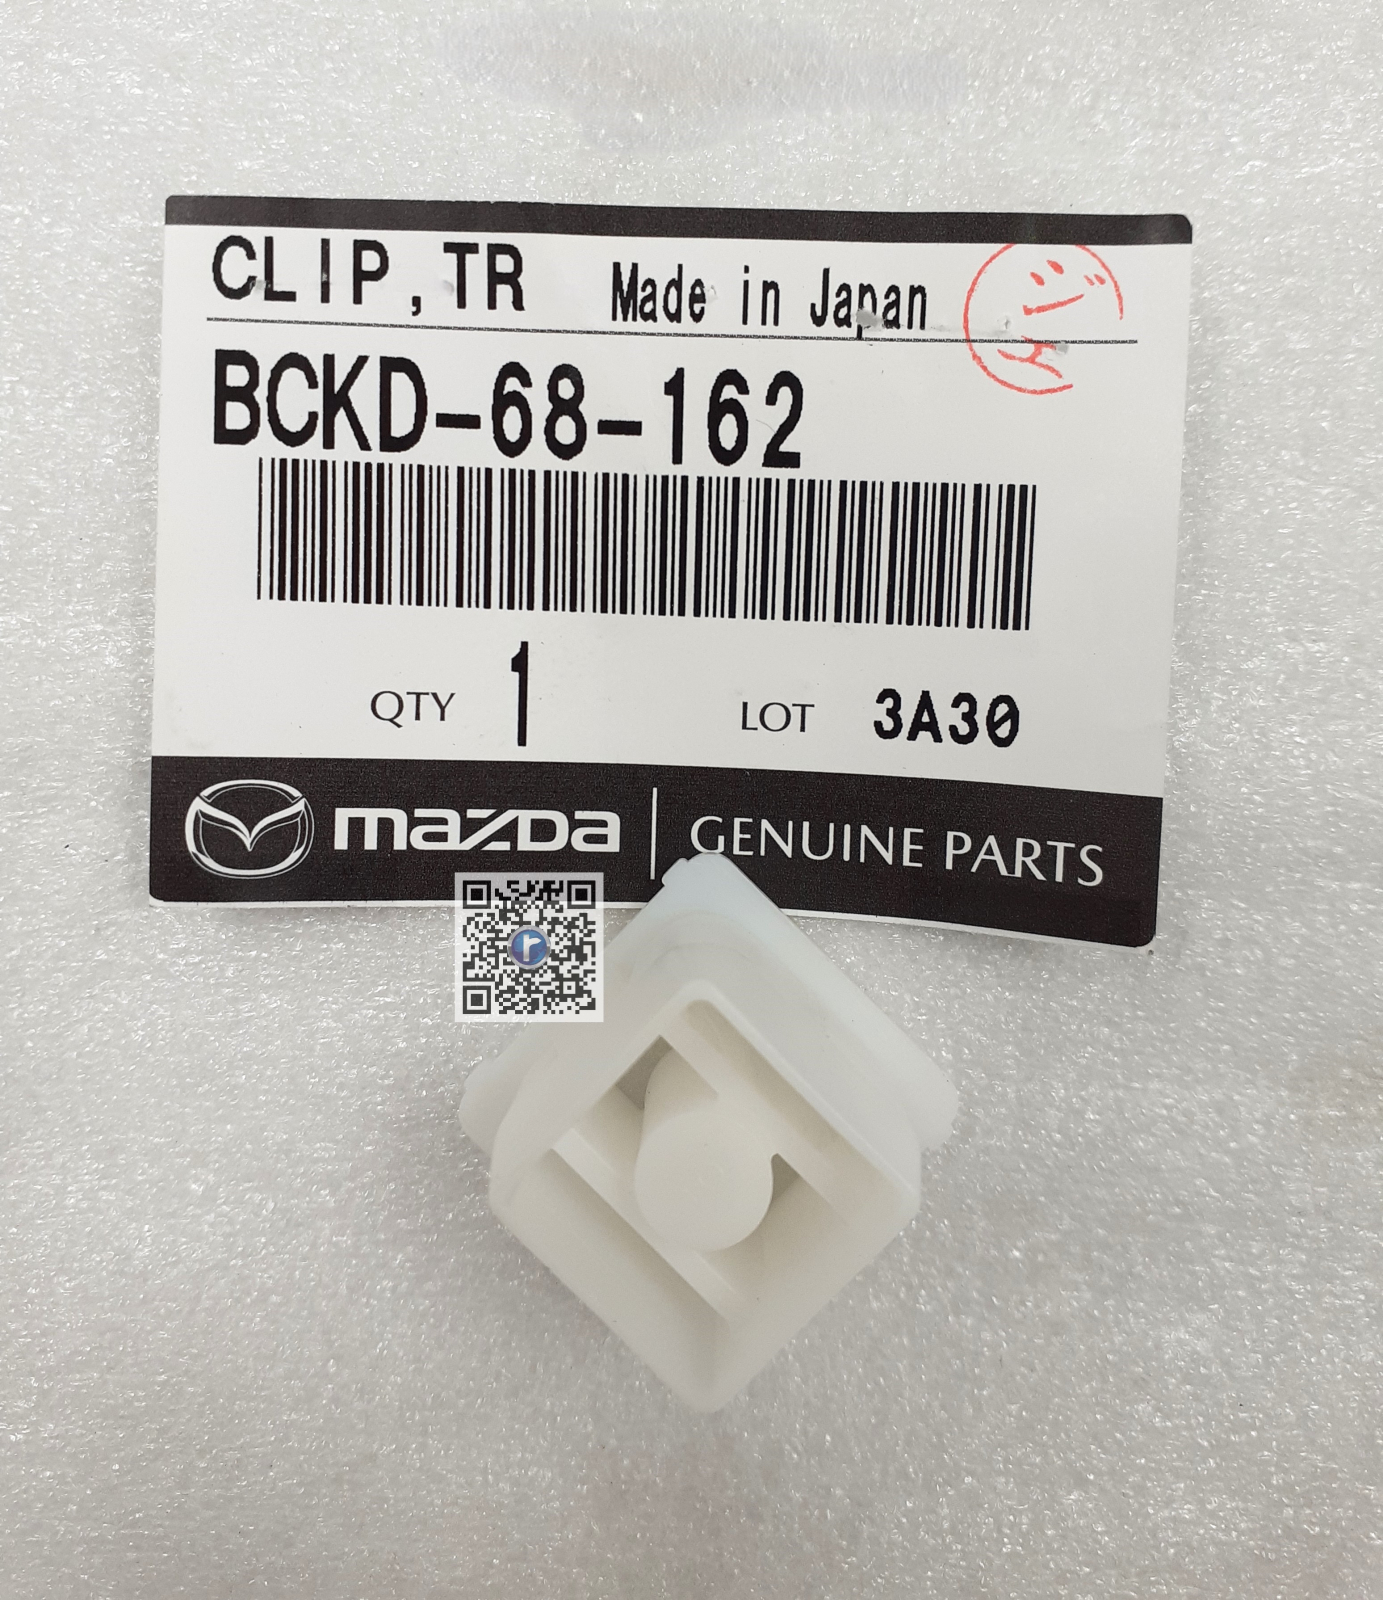 CLIP,TR Made in Japan
BCKD-68-162
QTY 1 LOT 3A30
mazDa GENUINE PARTS
r